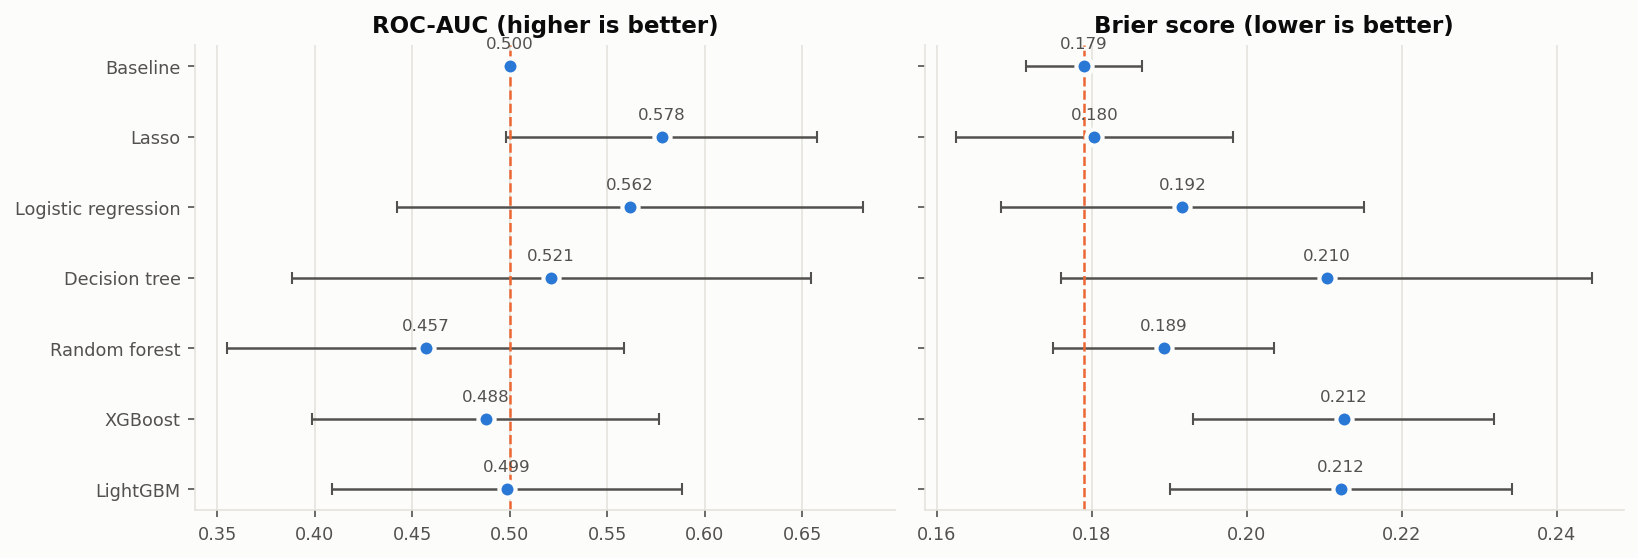 ROC-AUC (higher is better)
Brier score (lower is better)
Baseline
0.500
0.179
Lasso
0.578
0.180
Logistic regression
0.562
0.192
Decision tree
0.521
0.210
Random forest
0.457
0.189
XGBoost
0.488
0.212
LightGBM
0.499
0.212
0.35 0.40 0.45 0.50 0.55 0.60 0.65
0.16 0.18 0.20 0.22 0.24